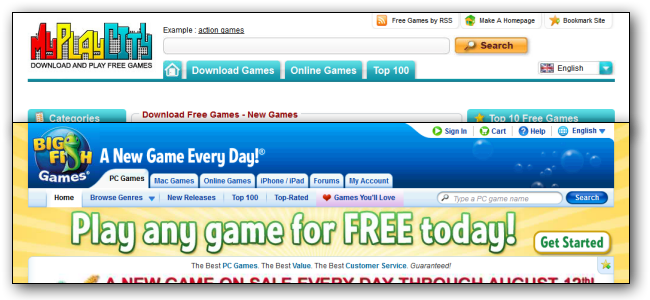 Free Games by RSS Make A Homepage Bookmark Site
MyPlayCity
DOWNLOAD AND PLAY FREE GAMES
Example : action games
Search
Download Games Online Games Top 100
English
Categories Download Free Games - New Games Top 10 Free Games
Sign In Cart Help English
BIG FISH Games
A New Game Every Day!®
PC Games Mac Games Online Games iPhone / iPad Forums My Account
Home Browse Genres New Releases Top 100 Top-Rated Games You'll Love Type a PC game name Search
Play any game for FREE today!
Get Started
The Best PC Games. The Best Value. The Best Customer Service. Guaranteed!
A NEW GAME ON SALE EVERY DAY THROUGH AUGUST 12th!